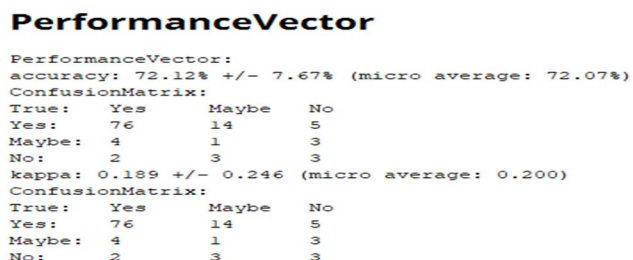 PerformanceVector
PerformanceVector:
accuracy: 72.12% +/- 7.67% (micro average: 72.07%)
ConfusionMatrix:
True: Yes Maybe No
Yes: 76 14 5
Maybe: 4 1 3
No: 2 3 3
kappa: 0.189 +/- 0.246 (micro average: 0.200)
ConfusionMatrix:
True: Yes Maybe No
Yes: 76 14 5
Maybe: 4 1 3
No: 2 3 3